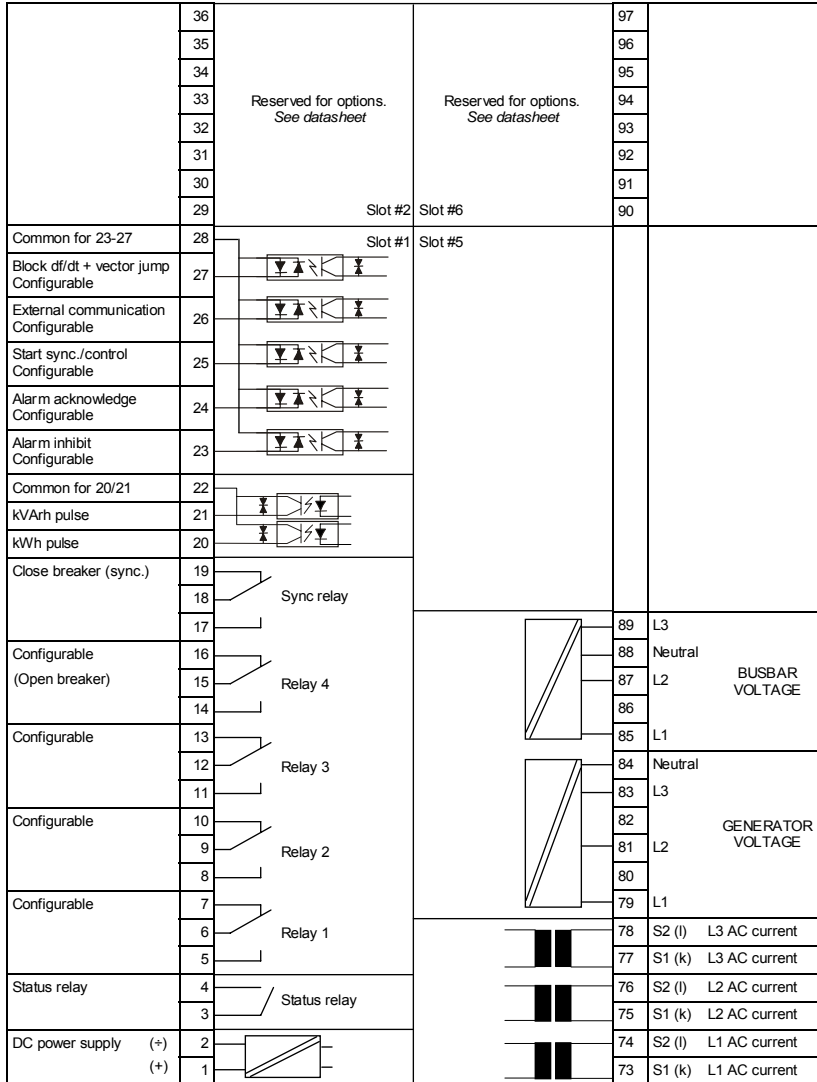 36 97
35 96
34 95
33 Reserved for options. Reserved for options. 94
32 See datasheet See datasheet 93
31 92
30 91
29 Slot #2 Slot #6 90
Common for 23-27 28 Slot #1 Slot #5
Block df/dt + vector jump
Configurable 27
External communication
Configurable 26
Start sync./control
Configurable 25
Alarm acknowledge
Configurable 24
Alarm inhibit
Configurable 23
Common for 20/21 22
kVArh pulse 21
kWh pulse 20
Close breaker (sync.) 19
18 Sync relay
17 89 L3
Configurable 16 88 Neutral
(Open breaker) 15 Relay 4 87 L2 BUSBAR
VOLTAGE
14 86
Configurable 13 85 L1
12 Relay 3 84 Neutral
11 83 L3
Configurable 10 82 GENERATOR
9 Relay 2 81 L2 VOLTAGE
8 80
Configurable 7 79 L1
6 Relay 1 78 S2 (l) L3 AC current
5 77 S1 (k) L3 AC current
Status relay 4 76 S2 (l) L2 AC current
3 Status relay 75 S1 (k) L2 AC current
DC power supply (÷) 2 74 S2 (l) L1 AC current
(+) 1 73 S1 (k) L1 AC current